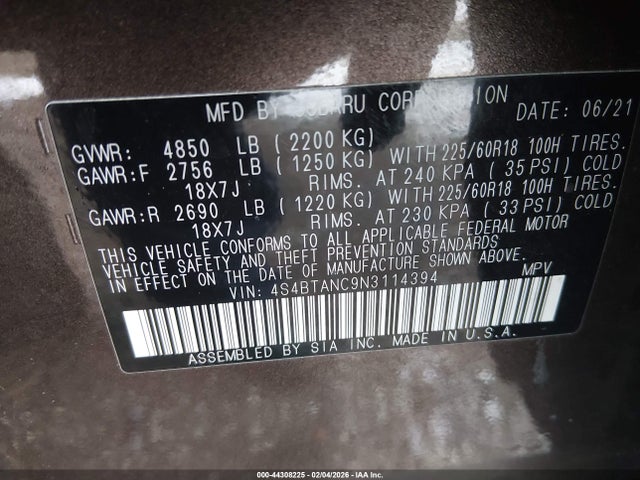 MFD BY SUBARU CORPORATION DATE: 06/21
GVWR: 4850 LB (2200 KG)
GAWR:F 2756 LB (1250 KG) WITH 225/60R18 100H TIRES.
18X7J RIMS. AT 240 KPA (35 PSI) COLD
GAWR:R 2690 LB (1220 KG) WITH 225/60R18 100H TIRES.
18X7J RIMS. AT 230 KPA (33 PSI) COLD
THIS VEHICLE CONFORMS TO ALL APPLICABLE FEDERAL MOTOR
VEHICLE SAFETY AND THEFT PREVENTION STANDARDS
IN EFFECT ON THE DATE OF MANUFACTURE SHOWN ABOVE.
VIN: 4S4BTANC9N3114394 MPV
ASSEMBLED BY SIA INC. MADE IN U.S.A.
000-44308225 - 02/04/2026 - IAA Inc.